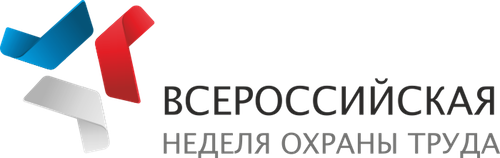 ВСЕРОССИЙСКАЯ
НЕДЕЛЯ ОХРАНЫ ТРУДА